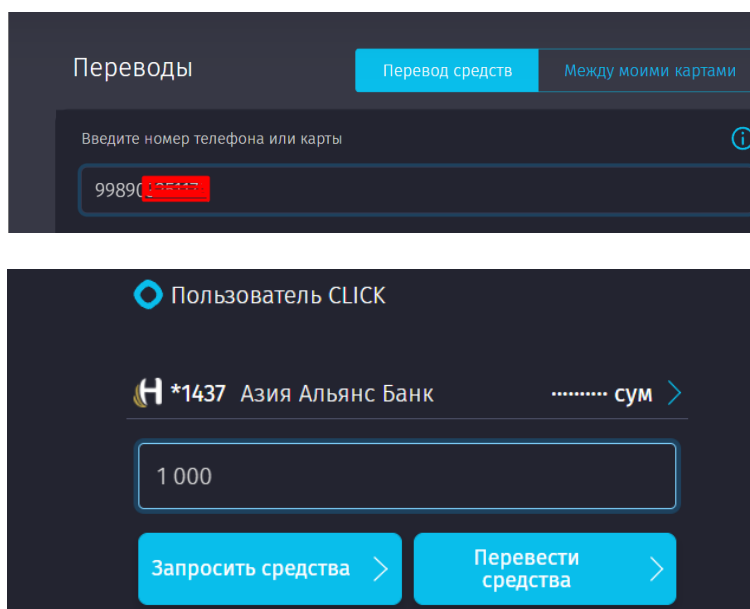 Переводы
Перевод средств
Между моими картами
Введите номер телефона или карты
99890
Пользователь CLICK
*1437 Азия Альянс Банк ·········· сум
1 000
Запросить средства
Перевести
средства